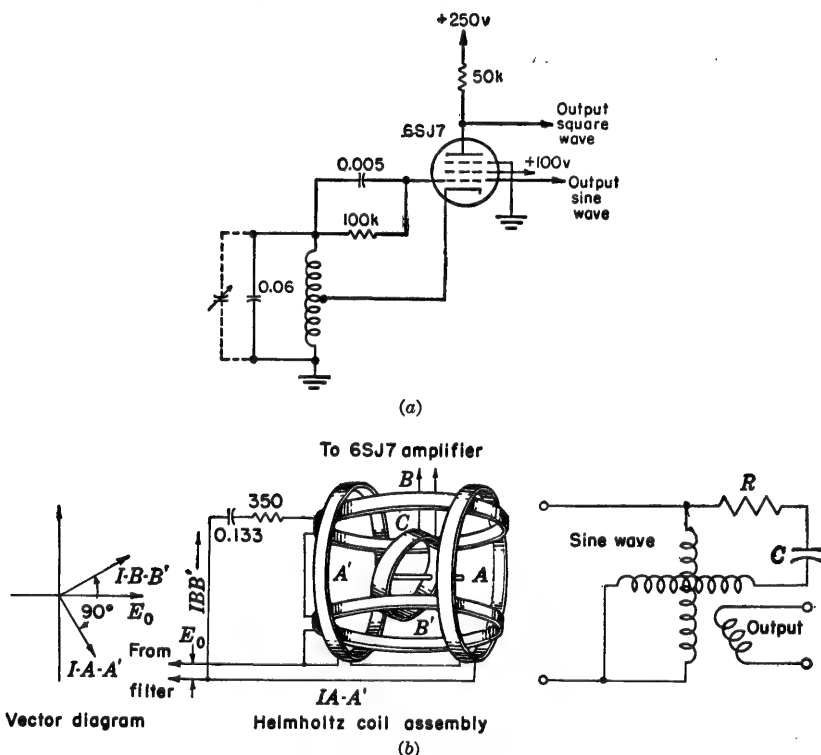 +250v
50k
Output
square
wave
6SJ7
+100v
Output
sine
wave
0.005
100k
0.06
(a)
To 6SJ7 amplifier
B
350
0.133
C
A'
A
B'
IBB'
E₀
I-B-B'
90°
E₀
I-A-A'
From
filter
IA-A'
Vector diagram
Helmholtz coil assembly
R
Sine wave
C
Output
(b)